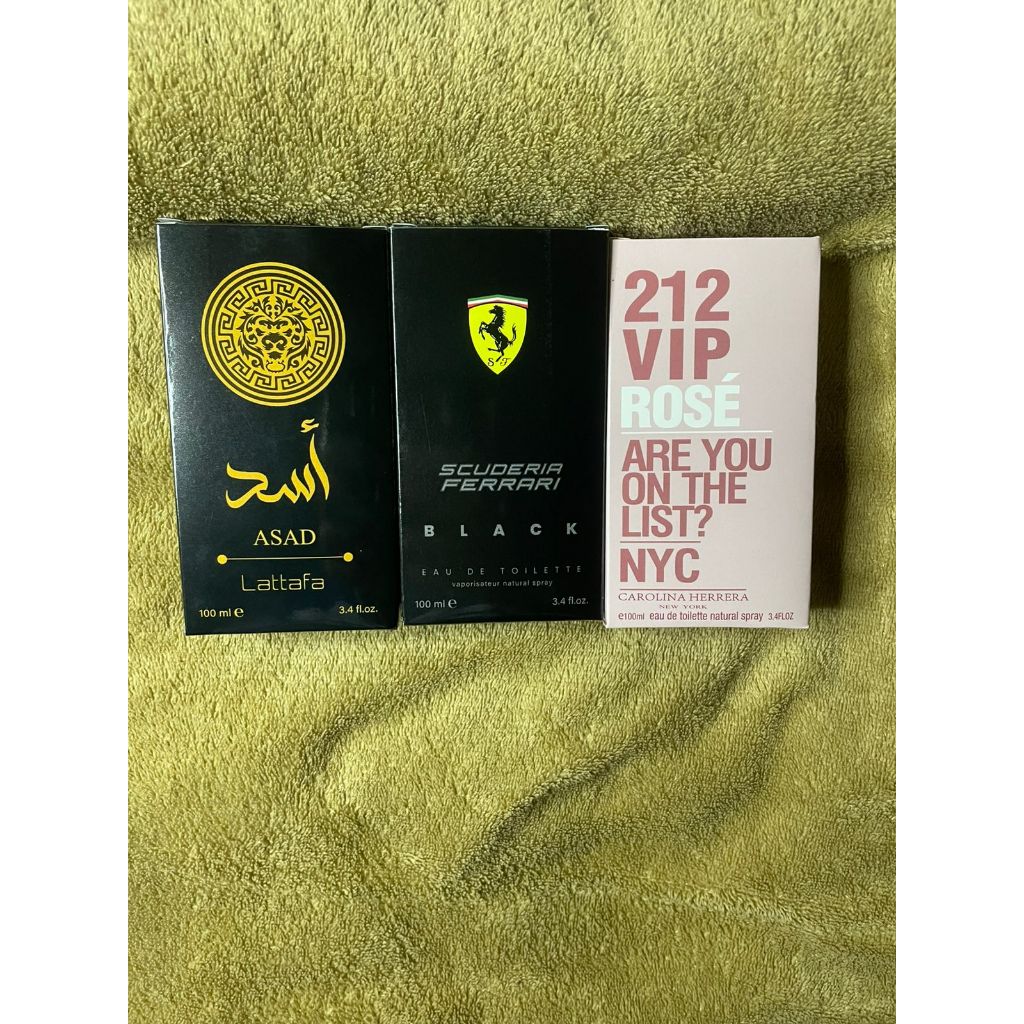 أسد
ASAD
Lattafa
100 ml e
3.4 fl.oz.
S F
SCUDERIA
FERRARI
BLACK
EAU DE TOILETTE
vaporisateur natural spray
100 ml e
3.4 fl.oz.
212
VIP
ROSÉ
ARE YOU
ON THE
LIST?
NYC
CAROLINA HERRERA
NEW YORK
e100ml eau de toilette natural spray 3.4FLOZ